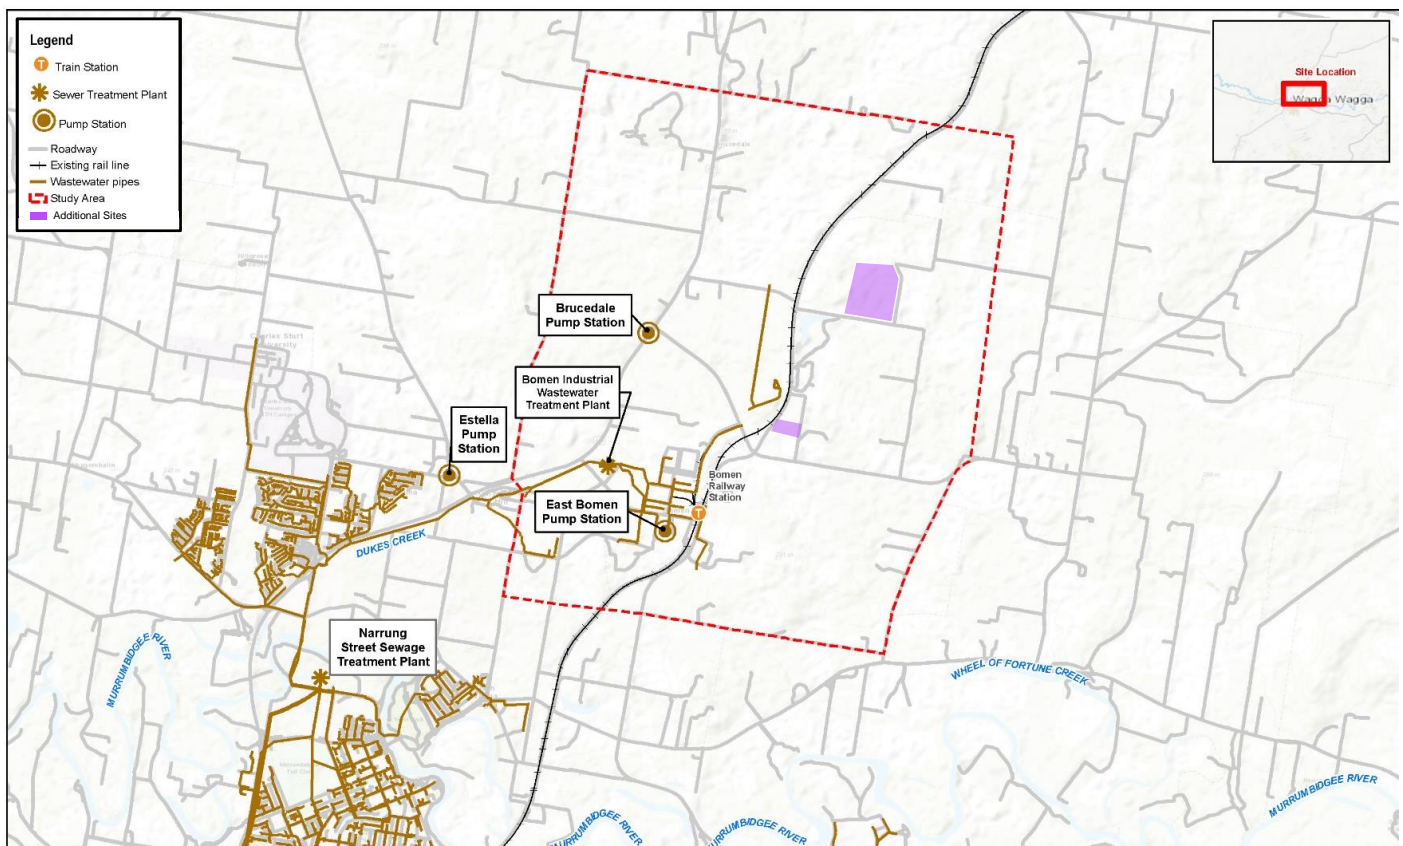 Legend
Train Station
Sewer Treatment Plant
Pump Station
Roadway
Existing rail line
Wastewater pipes
Study Area
Additional Sites
Site Location
Wagga Wagga
Brucedale
Pump Station
Bomen Industrial
Wastewater
Treatment Plant
Estella
Pump
Station
East Bomen
Pump Station
Bomen
Railway
Station
DUKES CREEK
Narrung
Street Sewage
Treatment Plant
MURRUMBIDGEE RIVER
WHEEL OF FORTUNE CREEK
MURRUMBIDGEE RIVER
MURRUMBIDGEE RIVER
MURRUMBIDGEE RIVER
Charles Sturt
University